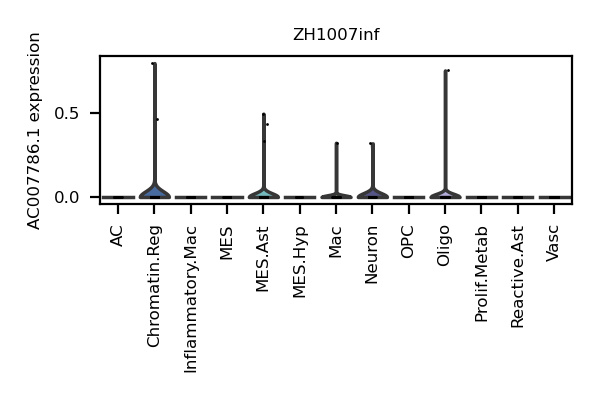 ZH1007inf
AC007786.1 expression
0.5
0.0
AC
Chromatin.Reg
Inflammatory.Mac
MES
MES.Ast
MES.Hyp
Mac
Neuron
OPC
Oligo
Prolif.Metab
Reactive.Ast
Vasc